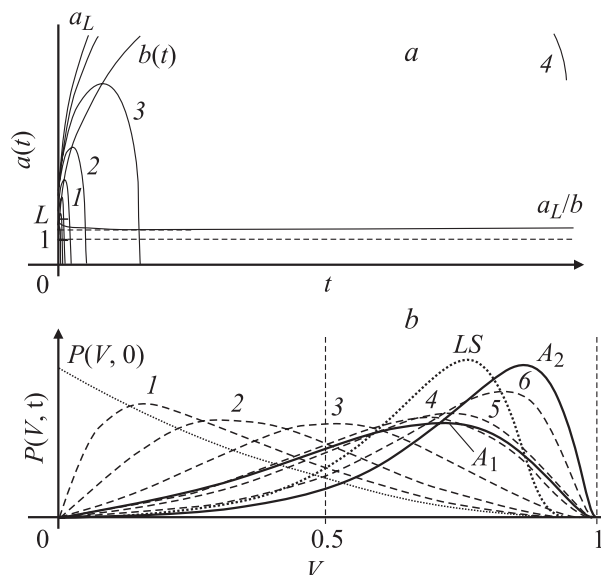 a_L
b(t)
a
4
3
2
1
a(t)
L
1
a_L/b
0
t
b
P(V, 0)
LS
A_2
1
2
3
4
5
6
A_1
P(V, t)
0
0.5
1
V